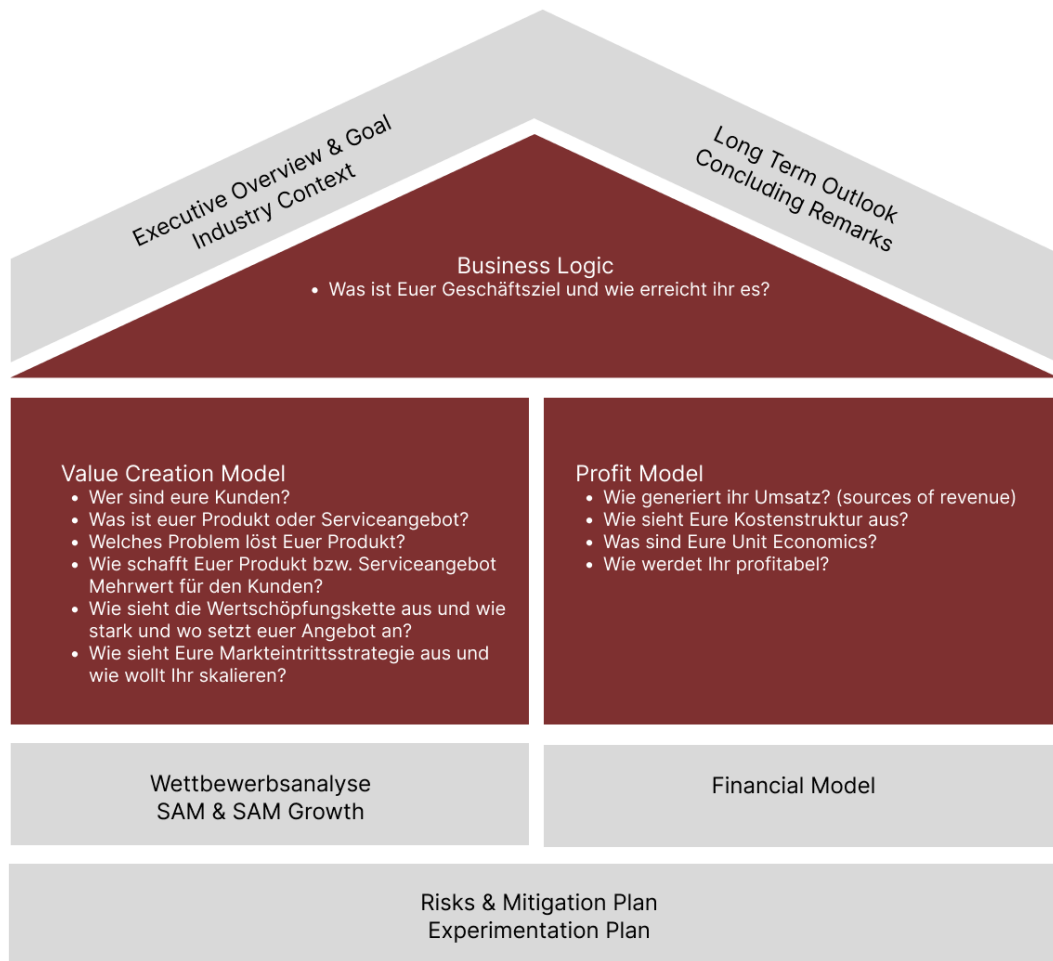 Executive Overview & Goal
Industry Context
Long Term Outlook
Concluding Remarks
Business Logic
• Was ist Euer Geschäftsziel und wie erreicht ihr es?
Value Creation Model
• Wer sind eure Kunden?
• Was ist euer Produkt oder Serviceangebot?
• Welches Problem löst Euer Produkt?
• Wie schafft Euer Produkt bzw. Serviceangebot
Mehrwert für den Kunden?
• Wie sieht die Wertschöpfungskette aus und wie
stark und wo setzt euer Angebot an?
• Wie sieht Eure Markteintrittsstrategie aus und
wie wollt Ihr skalieren?
Profit Model
• Wie generiert ihr Umsatz? (sources of revenue)
• Wie sieht Eure Kostenstruktur aus?
• Was sind Eure Unit Economics?
• Wie werdet Ihr profitabel?
Wettbewerbsanalyse
SAM & SAM Growth
Financial Model
Risks & Mitigation Plan
Experimentation Plan